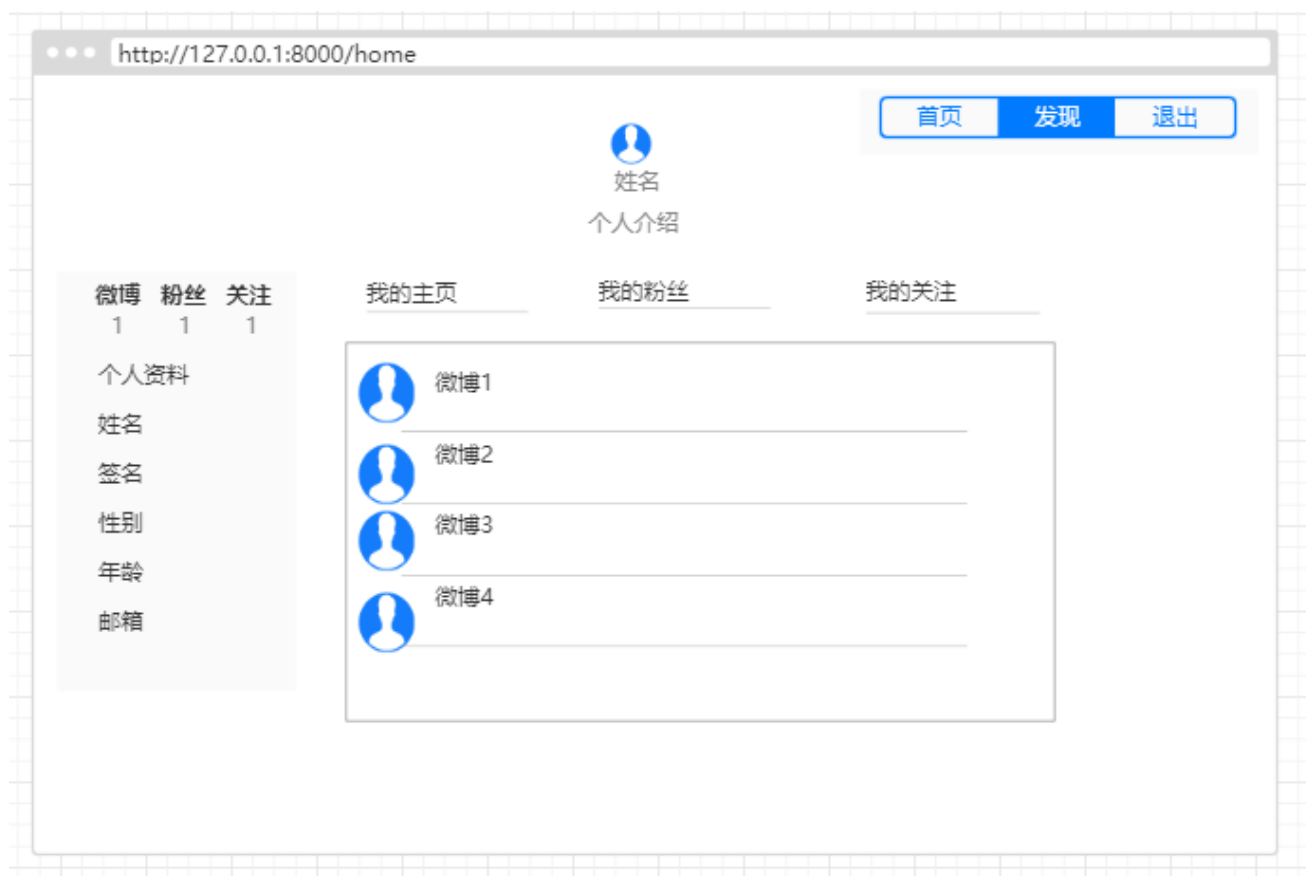 http://127.0.0.1:8000/home
首页 发现 退出
姓名
个人介绍
微博 粉丝 关注
1 1 1
个人资料
姓名
签名
性别
年龄
邮箱
我的主页 我的粉丝 我的关注
微博1
微博2
微博3
微博4